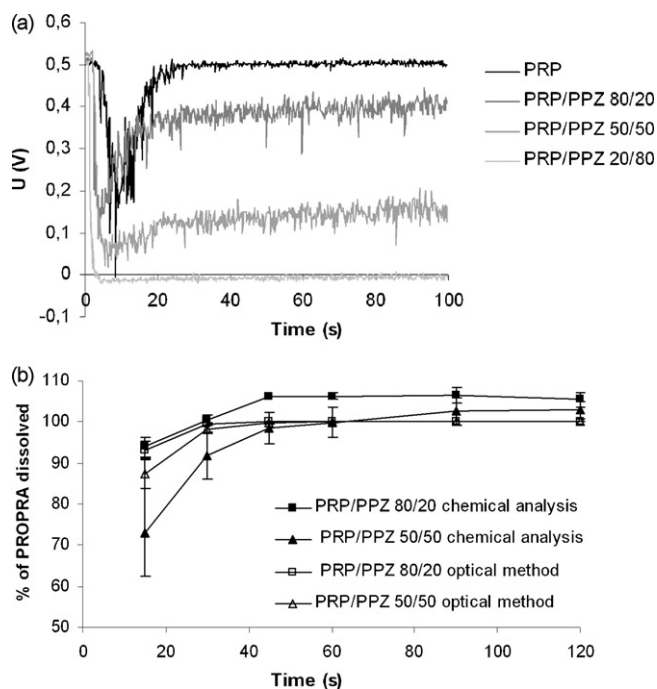 (a)
0,6
0,5
0,4
0,3
0,2
0,1
0
-0,1
U (V)
0 20 40 60 80 100
Time (s)
PRP
PRP/PPZ 80/20
PRP/PPZ 50/50
PRP/PPZ 20/80
(b)
110
100
90
80
70
60
50
% of PROPRA dissolved
PRP/PPZ 80/20 chemical analysis
PRP/PPZ 50/50 chemical analysis
PRP/PPZ 80/20 optical method
PRP/PPZ 50/50 optical method
0 20 40 60 80 100 120
Time (s)